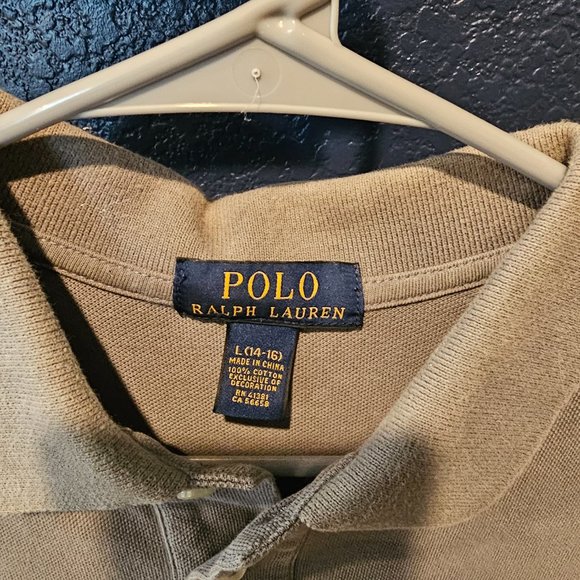 POLO
RALPH LAUREN
L (14-16)
MADE IN CHINA
100% COTTON
EXCLUSIVE OF
DECORATION
RN 41381
CA 56658